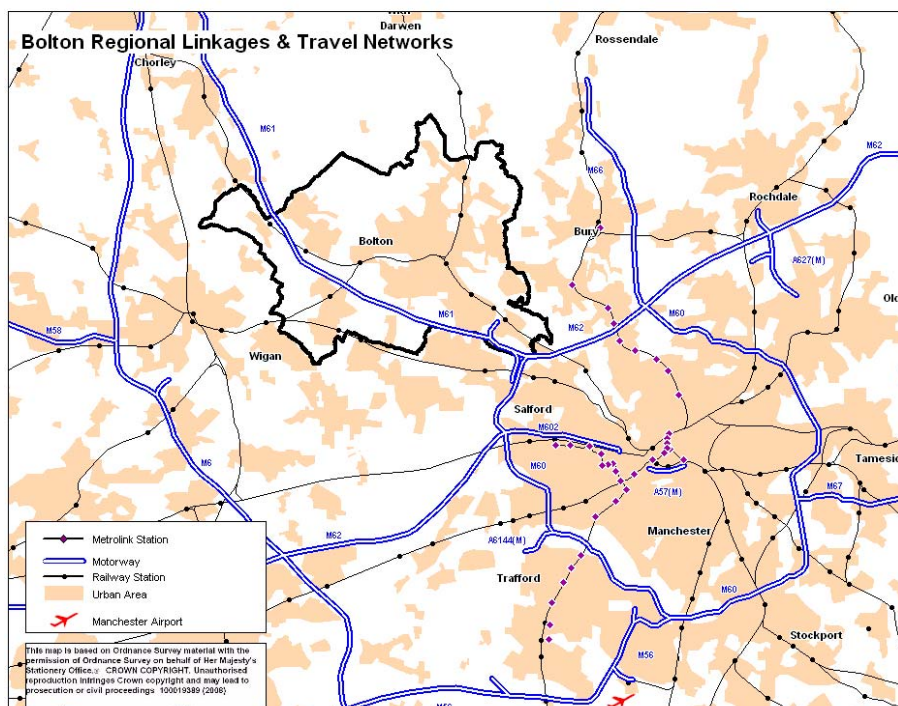 Darwen
Rossendale
Bolton Regional Linkages & Travel Networks
Chorley
M61
M62
M66
Rochdale
Bury
Bolton
A627(M)
Old
M58
M61
M62
M60
Wigan
Salford
M602
M60
Tameside
M6
M67
A57(M)
Manchester
M62
A6144(M)
Trafford
M60
Stockport
M56
M56
Metrolink Station
Motorway
Railway Station
Urban Area
Manchester Airport
This map is based on Ordnance Survey material with the
permission of Ordnance Survey on behalf of Her Majesty's
Stationery Office.© CROWN COPYRIGHT. Unauthorised
reproduction infringes Crown copyright and may lead to
prosecution or civil proceedings 100019389 (2008)